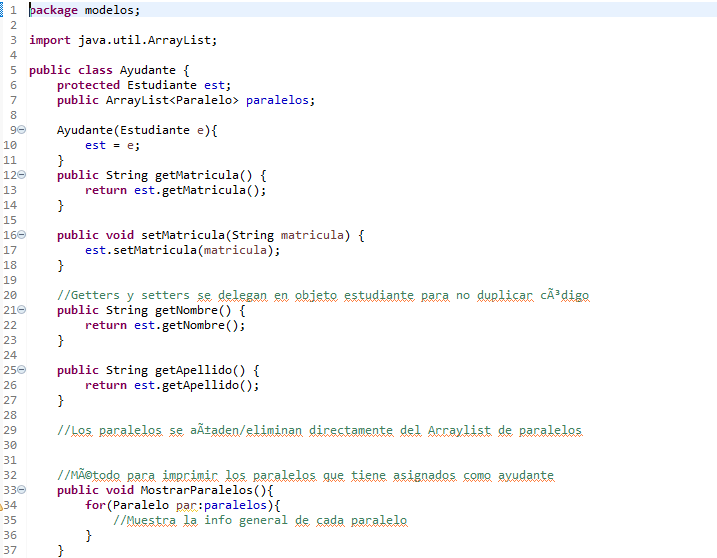 1 package modelos;
2
3 import java.util.ArrayList;
4
5 public class Ayudante {
6     protected Estudiante est;
7     public ArrayList<Paralelo> paralelos;
8
9     Ayudante(Estudiante e){
10         est = e;
11     }
12     public String getMatricula() {
13         return est.getMatricula();
14     }
15
16     public void setMatricula(String matricula) {
17         est.setMatricula(matricula);
18     }
19
20     //Getters y setters se delegan en objeto estudiante para no duplicar cÃ³digo
21     public String getNombre() {
22         return est.getNombre();
23     }
24
25     public String getApellido() {
26         return est.getApellido();
27     }
28
29     //Los paralelos se aÃ±aden/eliminan directamente del Arraylist de paralelos
30
31
32     //MÃ©todo para imprimir los paralelos que tiene asignados como ayudante
33     public void MostrarParalelos(){
34         for(Paralelo par:paralelos){
35             //Muestra la info general de cada paralelo
36         }
37     }